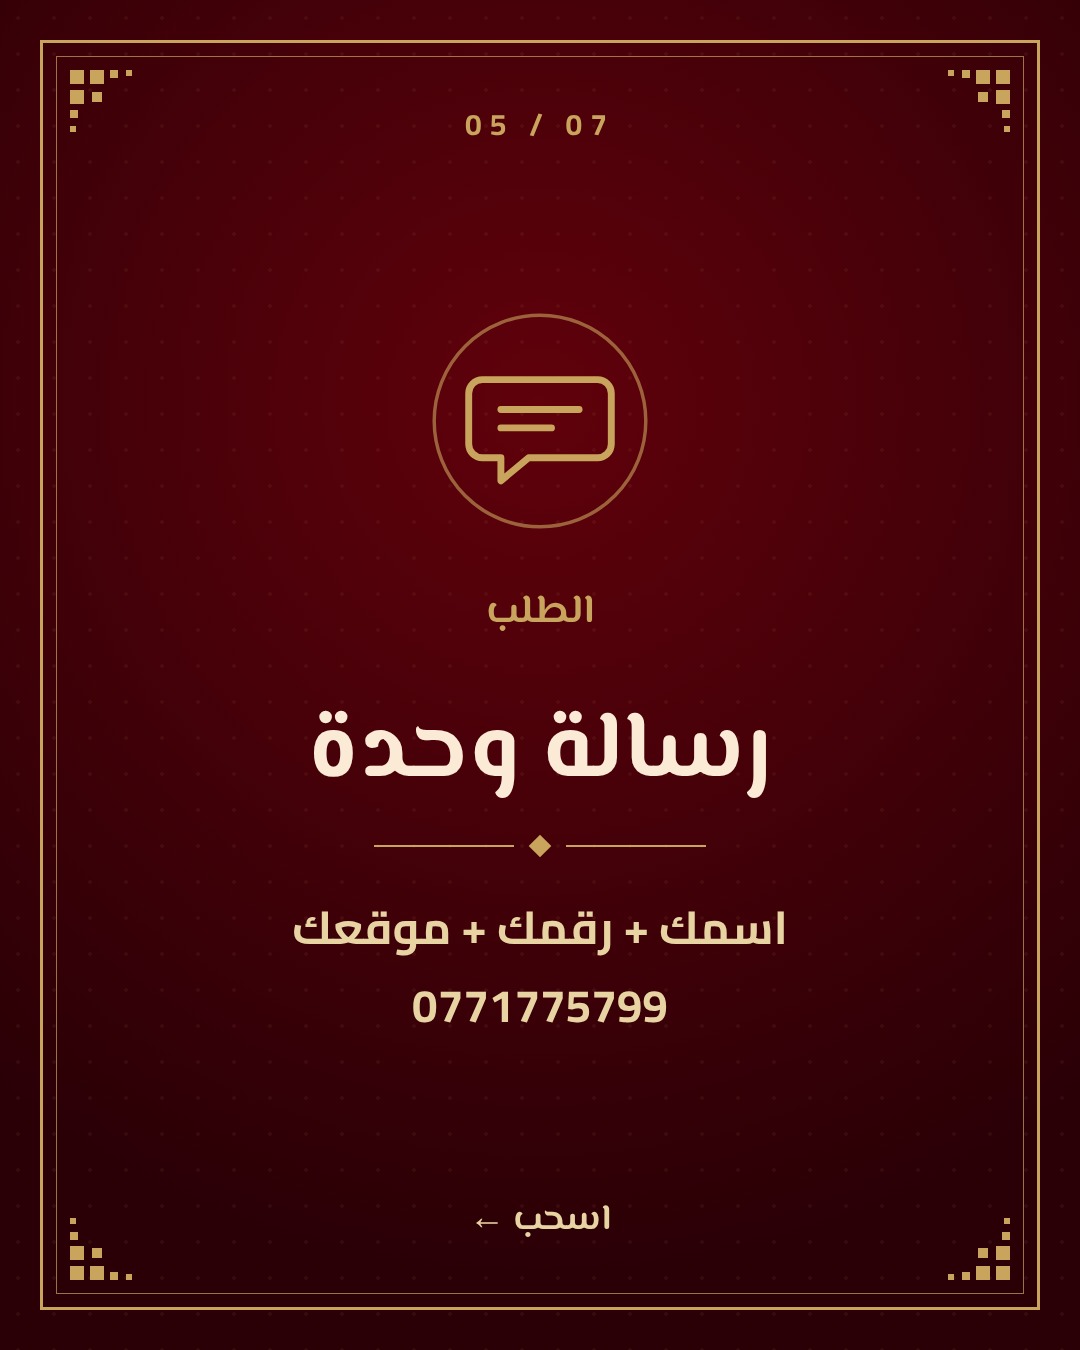 05 / 07
الطلب
رسالة وحدة
اسمك + رقمك + موقعك
0771775799
اسحب ←